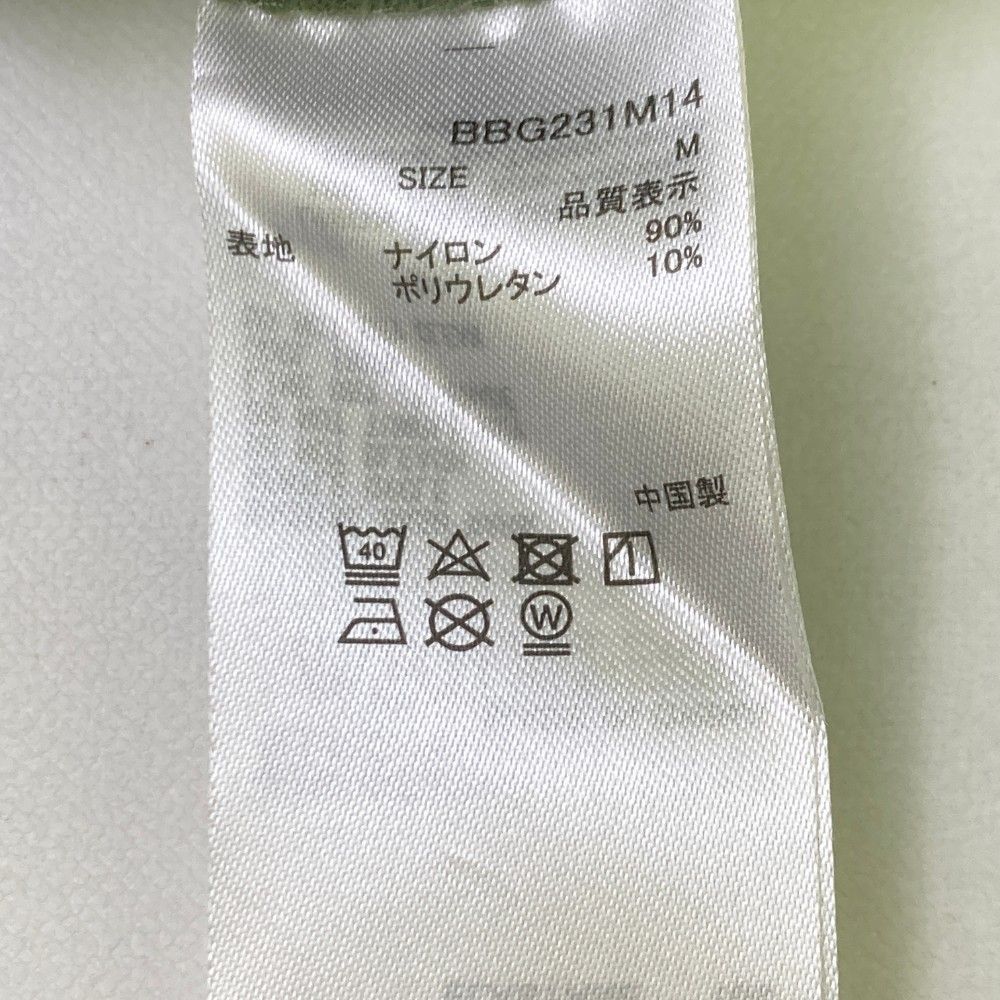 BBG231M14
SIZE M
品質表示
表地 ナイロン 90%
ポリウレタン 10%
中国製
40
W